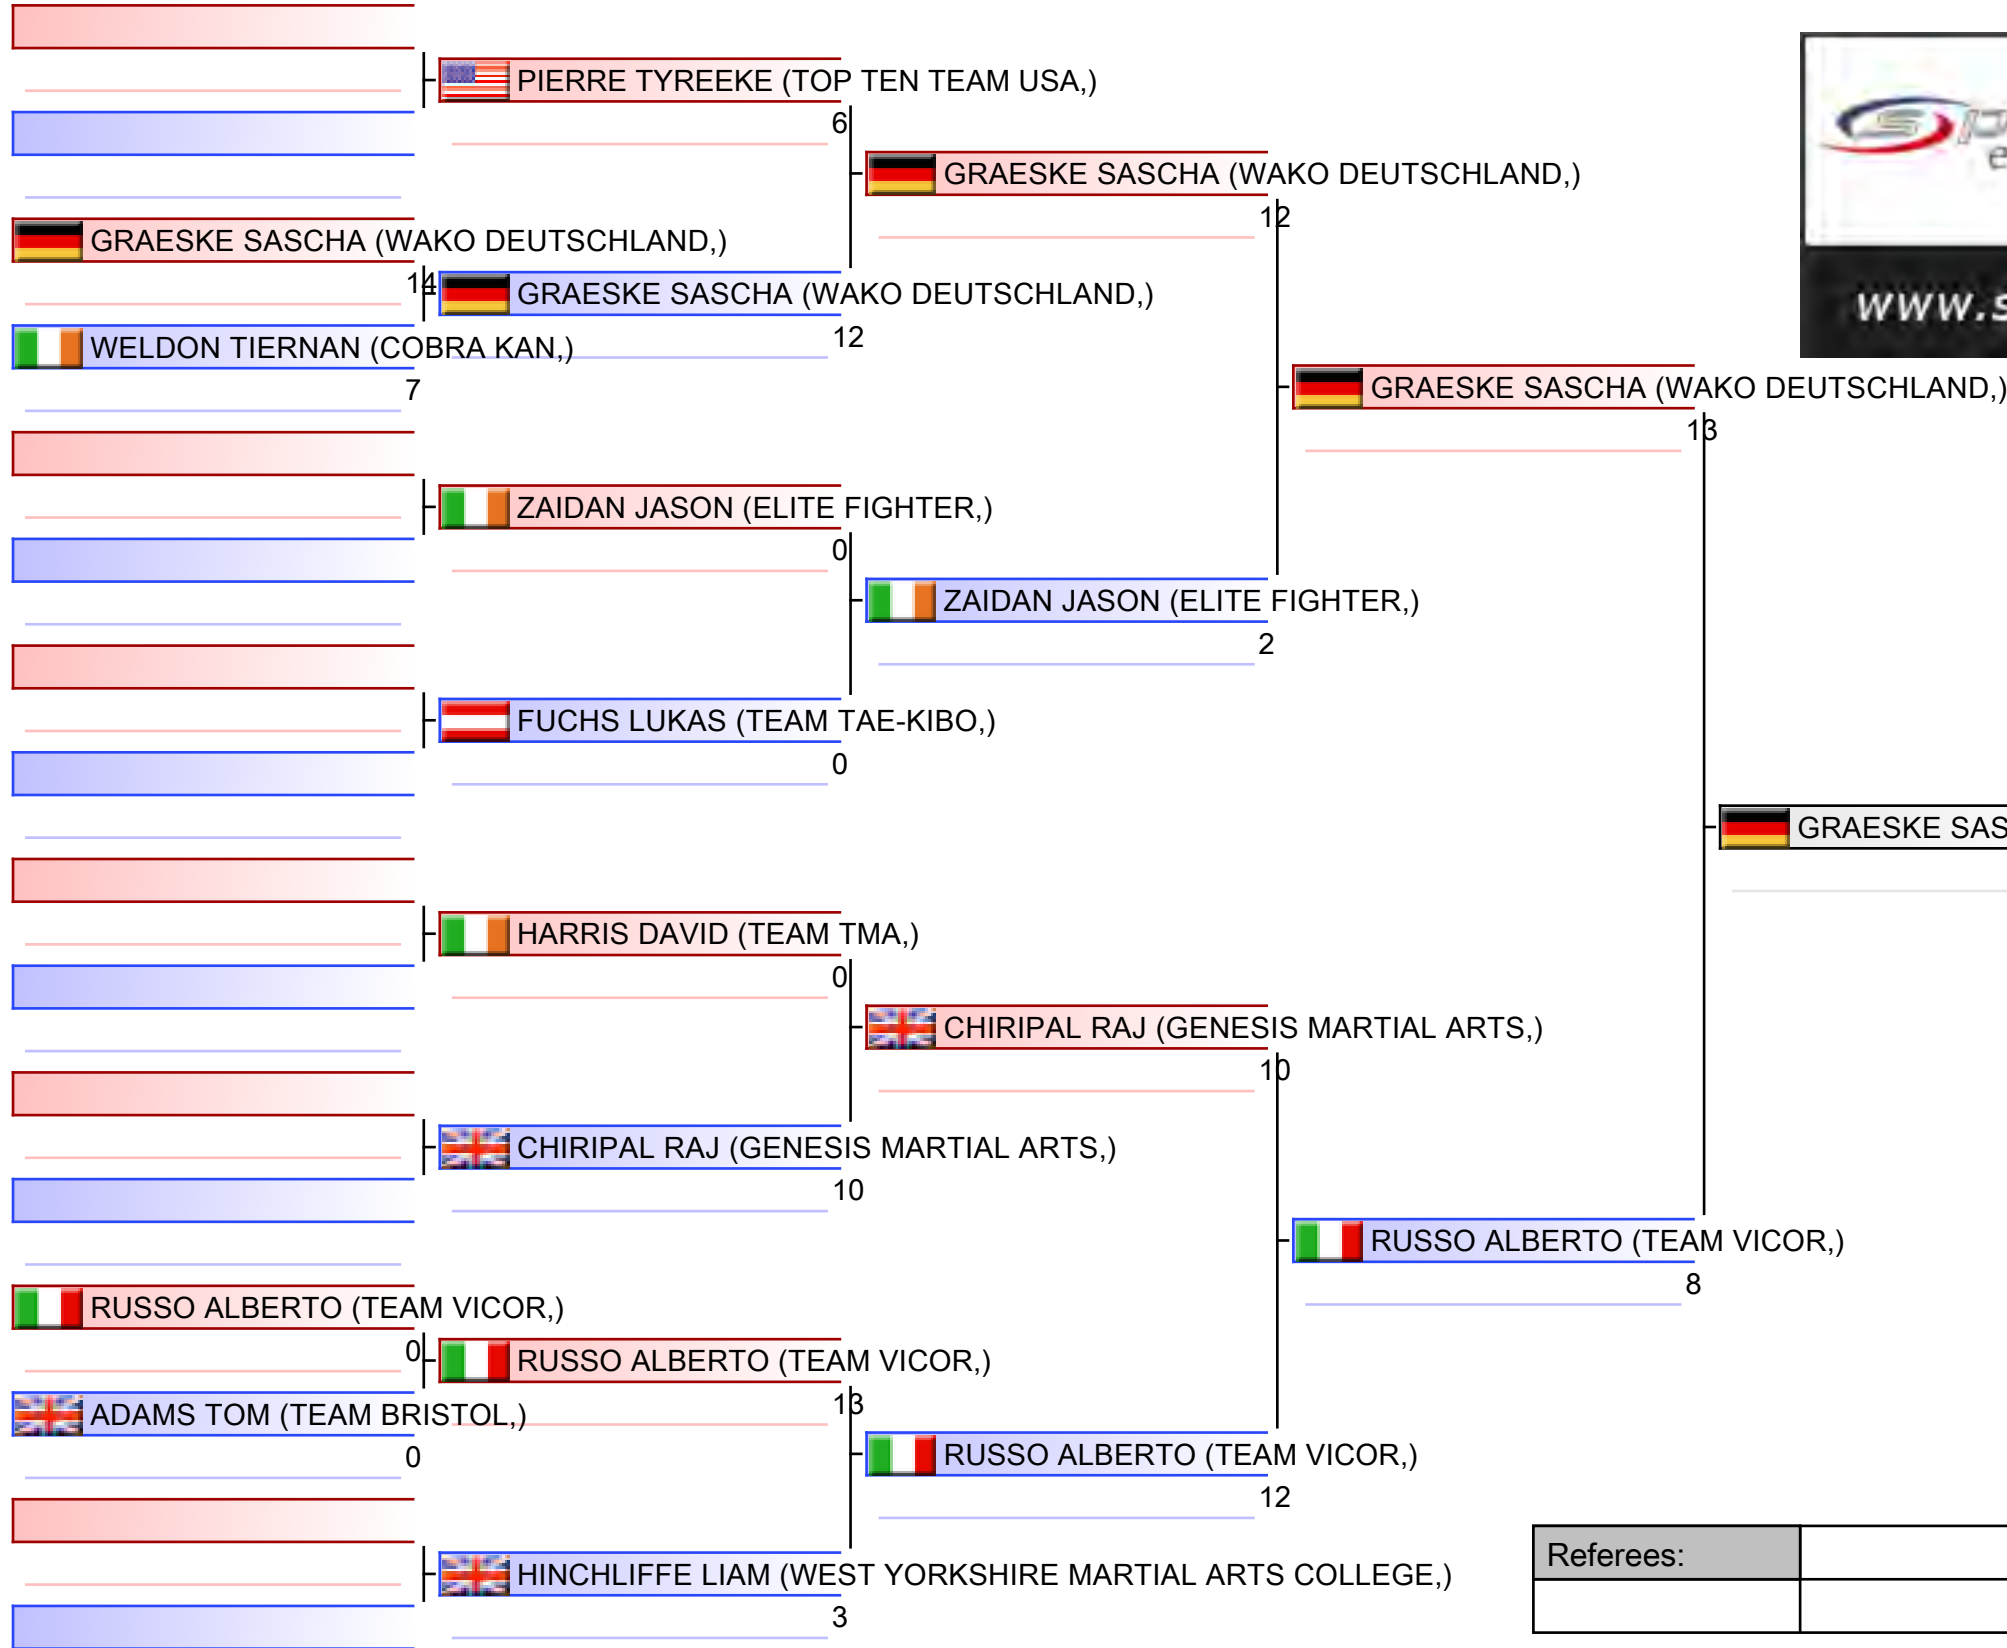 PIERRE TYREEKE (TOP TEN TEAM USA,)
6
GRAESKE SASCHA (WAKO DEUTSCHLAND,)
12
GRAESKE SASCHA (WAKO DEUTSCHLAND,)
14
GRAESKE SASCHA (WAKO DEUTSCHLAND,)
12
WELDON TIERNAN (COBRA KAN,)
7
www.s
GRAESKE SASCHA (WAKO DEUTSCHLAND,)
13
ZAIDAN JASON (ELITE FIGHTER,)
0
ZAIDAN JASON (ELITE FIGHTER,)
2
FUCHS LUKAS (TEAM TAE-KIBO,)
0
GRAESKE SAS
HARRIS DAVID (TEAM TMA,)
0
CHIRIPAL RAJ (GENESIS MARTIAL ARTS,)
10
CHIRIPAL RAJ (GENESIS MARTIAL ARTS,)
10
RUSSO ALBERTO (TEAM VICOR,)
8
RUSSO ALBERTO (TEAM VICOR,)
0
RUSSO ALBERTO (TEAM VICOR,)
13
ADAMS TOM (TEAM BRISTOL,)
0
RUSSO ALBERTO (TEAM VICOR,)
12
HINCHLIFFE LIAM (WEST YORKSHIRE MARTIAL ARTS COLLEGE,)
3
Referees: